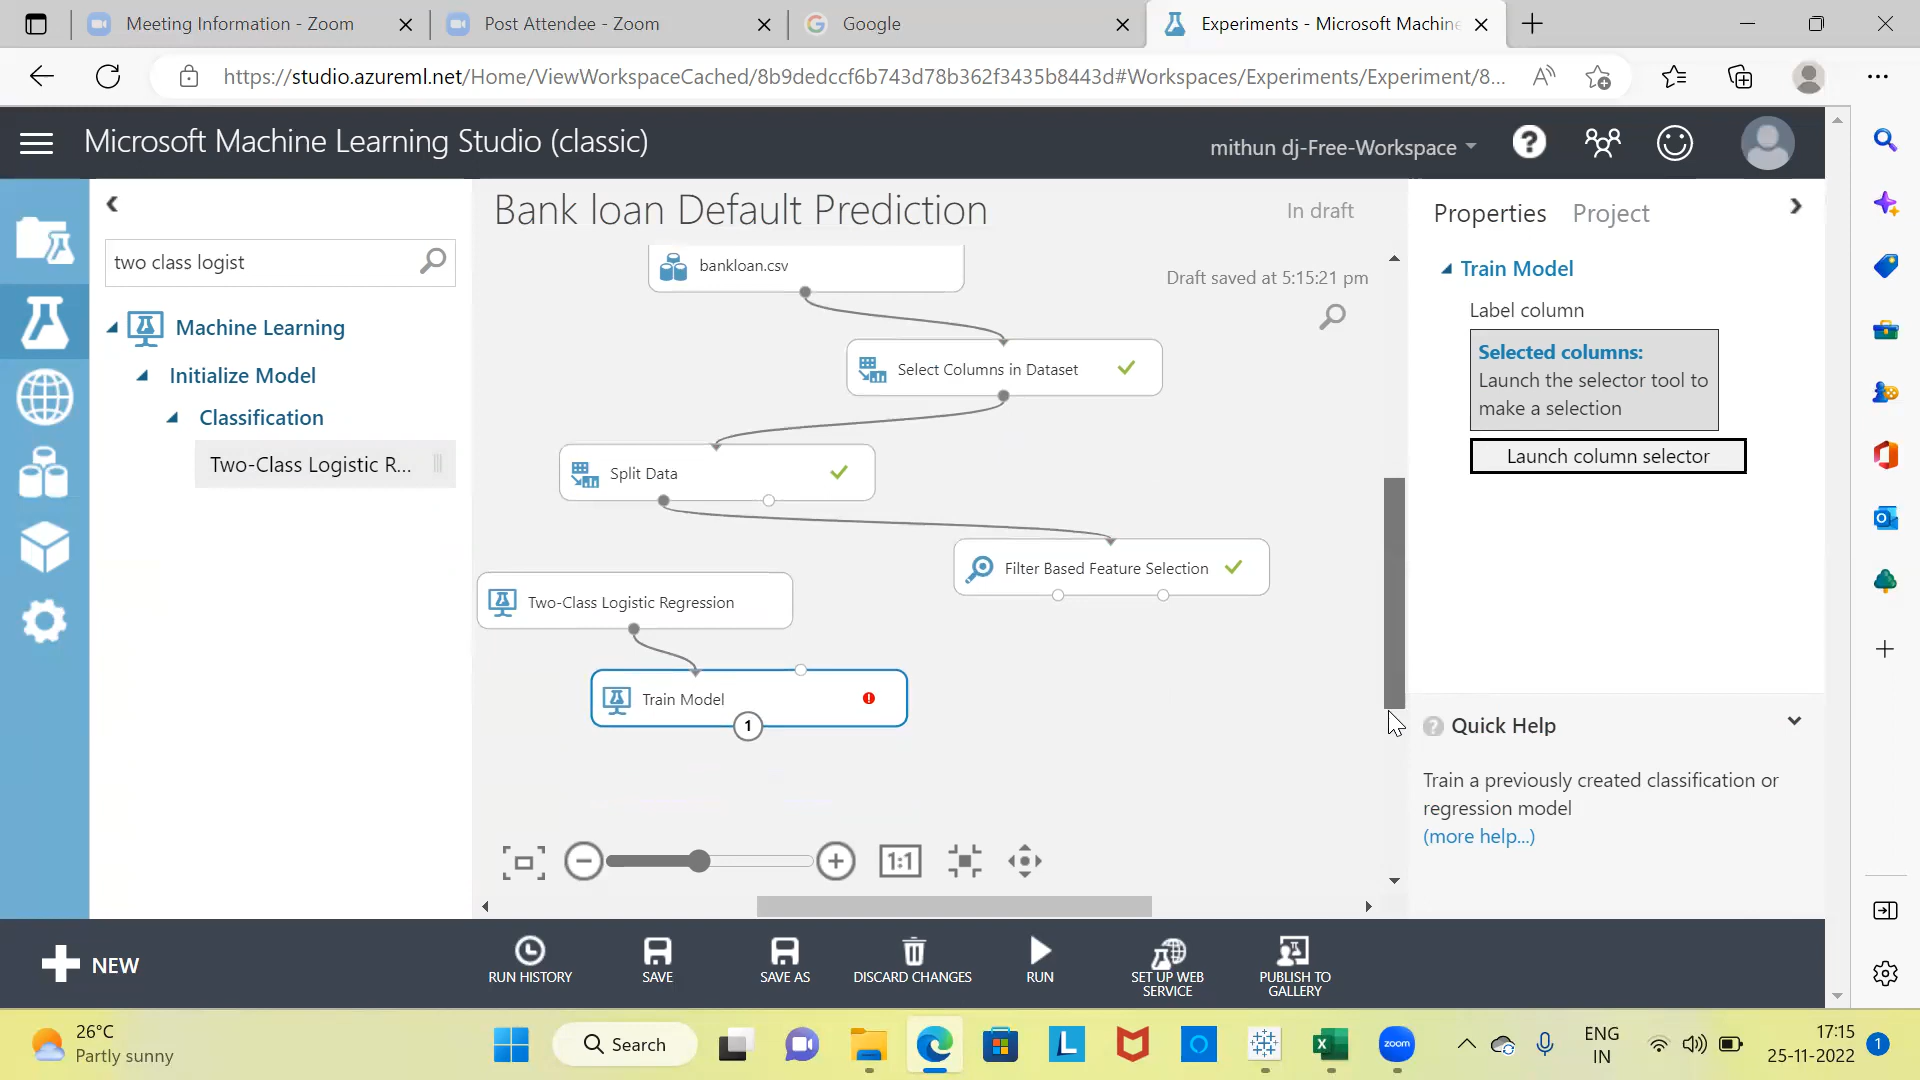 Meeting Information - Zoom
Post Attendee - Zoom
Google
Experiments - Microsoft Machine
https://studio.azureml.net/Home/ViewWorkspaceCached/8b9dedccf6b743d78b362f3435b8443d#Workspaces/Experiments/Experiment/8...
Microsoft Machine Learning Studio (classic)
mithun dj-Free-Workspace
two class logist
Machine Learning
Initialize Model
Classification
Two-Class Logistic R...
Bank loan Default Prediction
In draft
Draft saved at 5:15:21 pm
bankloan.csv
Select Columns in Dataset
Split Data
Filter Based Feature Selection
Two-Class Logistic Regression
Train Model
1
1:1
Properties
Project
Train Model
Label column
Selected columns:
Launch the selector tool to
make a selection
Launch column selector
Quick Help
Train a previously created classification or
regression model
(more help...)
NEW
RUN HISTORY
SAVE
SAVE AS
DISCARD CHANGES
RUN
SET UP WEB
SERVICE
PUBLISH TO
GALLERY
26°C
Partly sunny
Search
L
zoom
ENG
IN
17:15
25-11-2022
1